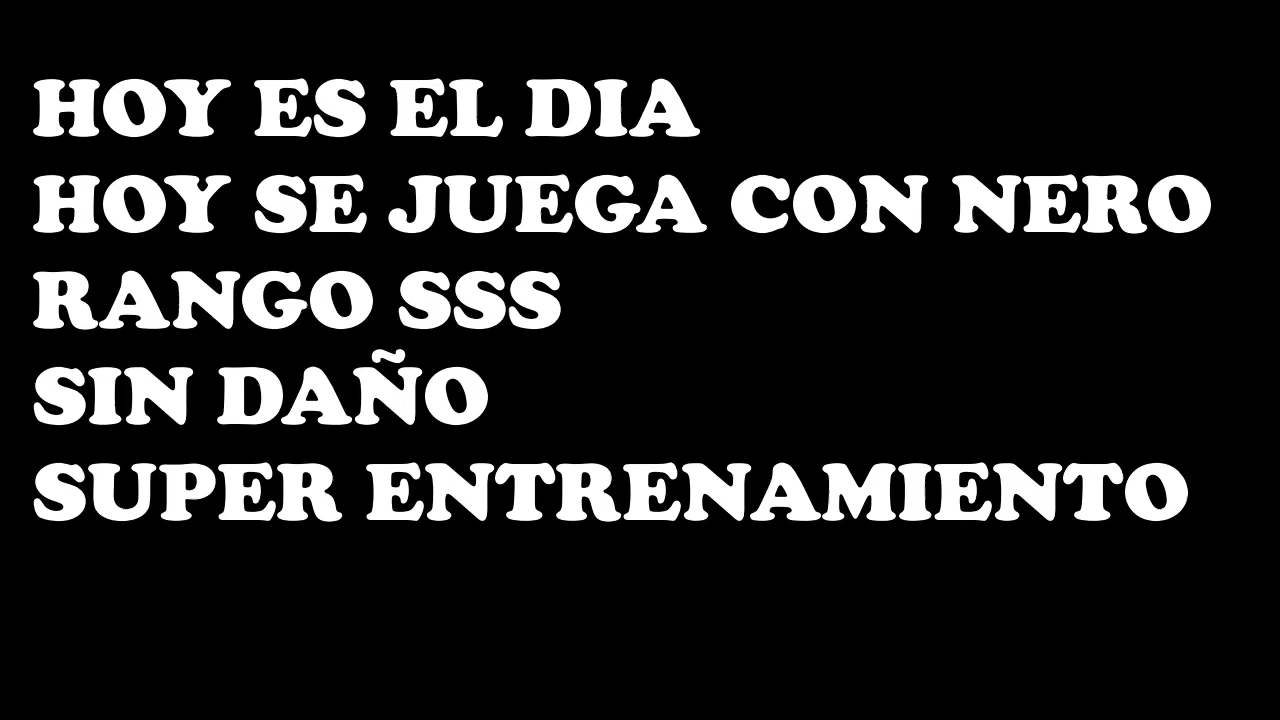 HOY ES EL DIA
HOY SE JUEGA CON NERO
RANGO SSS
SIN DAÑO
SUPER ENTRENAMIENTO